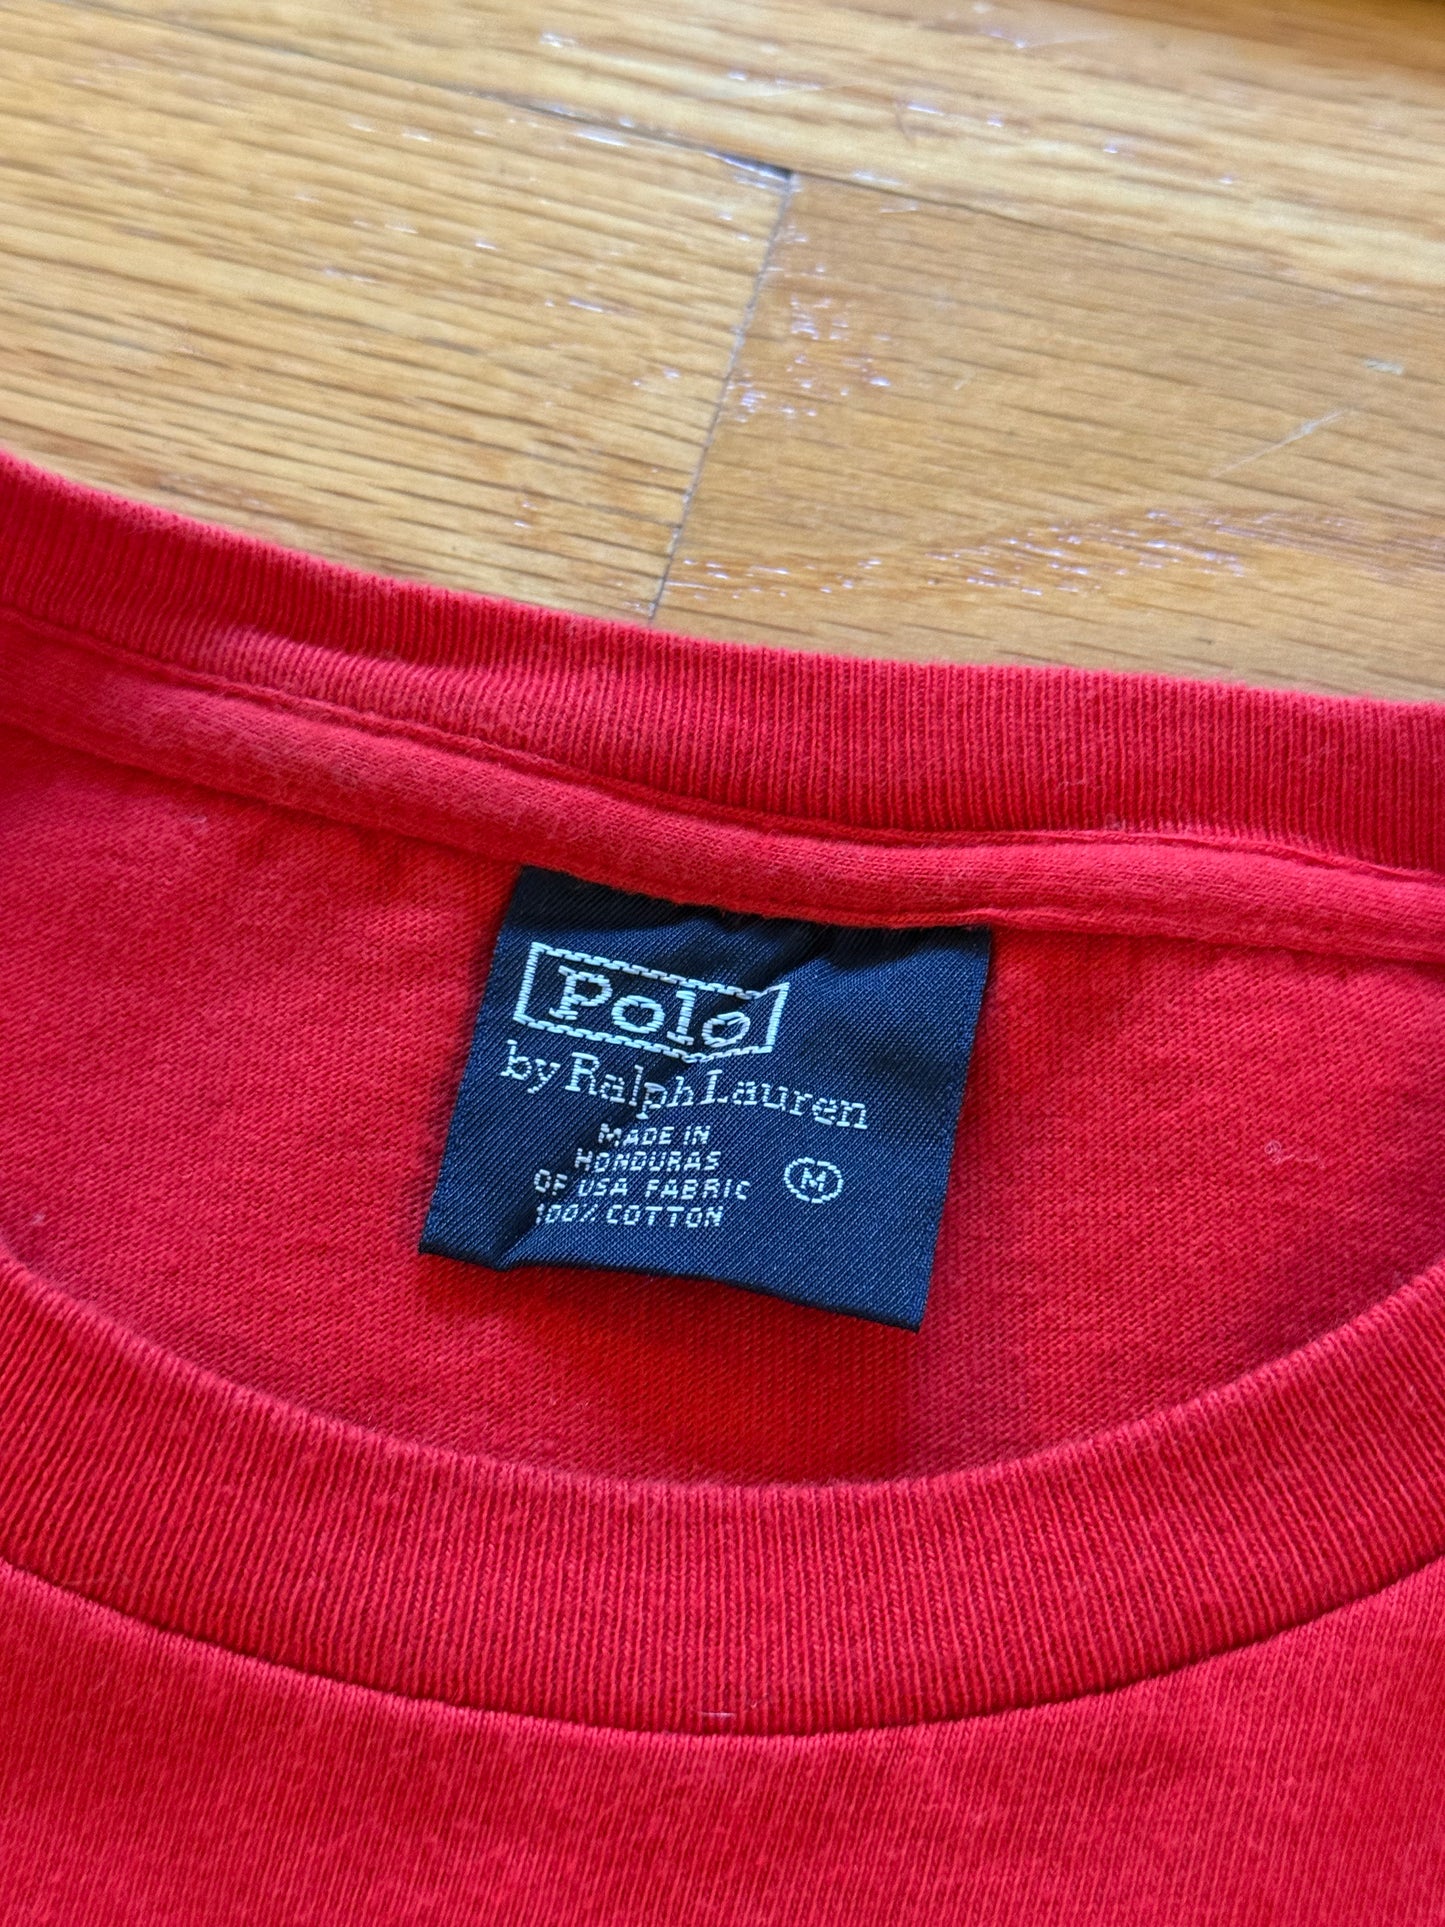 Polo
by Ralph Lauren
MADE IN
HONDURAS
OF USA FABRIC
100% COTTON
M